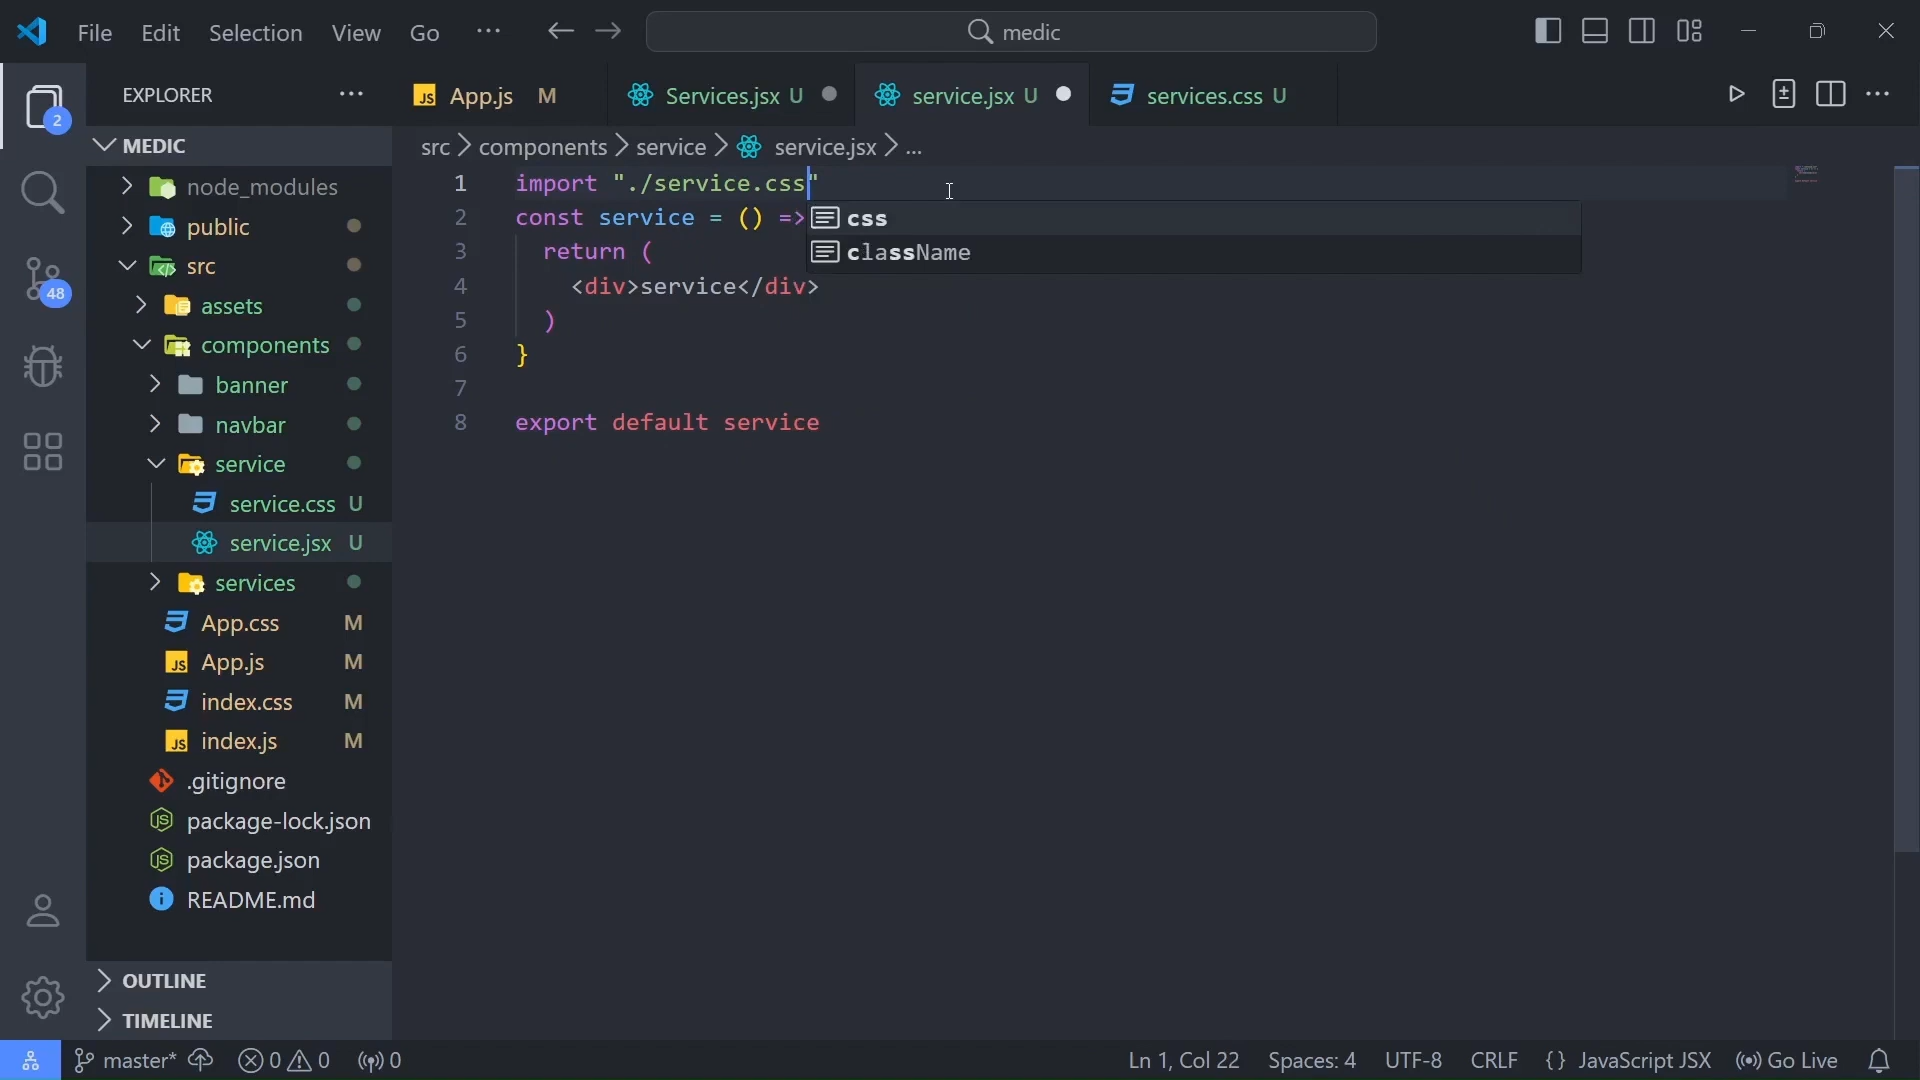 File Edit Selection View Go ··· medic
2
EXPLORER ···
App.js M Services.jsx U service.jsx U services.css U
MEDIC
src > components > service > service.jsx > ...
node_modules
public
src
assets
components
banner
navbar
service
service.css U
service.jsx U
services
App.css M
App.js M
index.css M
index.js M
.gitignore
package-lock.json
package.json
README.md
OUTLINE
TIMELINE
48
1 import "./service.css"
2 const service = () =>
3 return (
4 <div>service</div>
5 )
6 }
7
8 export default service
css
className
master* 0 0 0 Ln 1, Col 22 Spaces: 4 UTF-8 CRLF {} JavaScript JSX Go Live